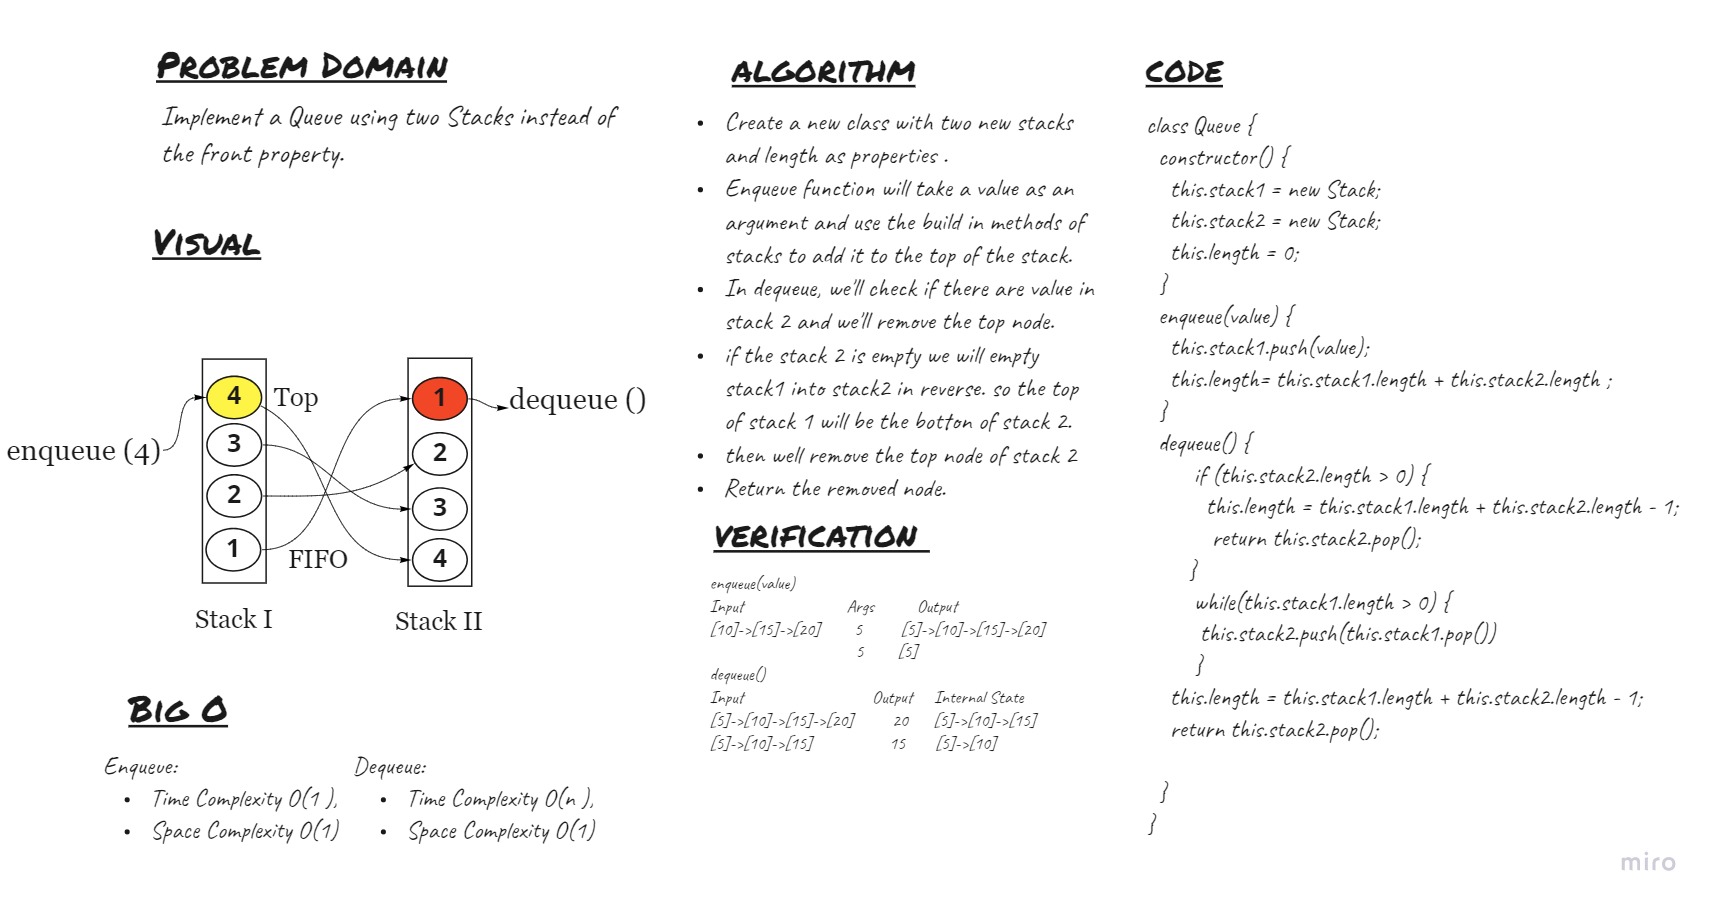 Problem Domain
Implement a Queue using two Stacks instead of
the front property.
Visual
4
Top
1
dequeue ()
enqueue (4)
3
2
2
3
1
FIFO
4
Stack I
Stack II
Big O
Enqueue:
• Time Complexity O(1 ),
• Space Complexity O(1)
Dequeue:
• Time Complexity O(n ),
• Space Complexity O(1)
ALGORITHM
• Create a new class with two new stacks
and length as properties .
• Enqueue function will take a value as an
argument and use the build in methods of
stacks to add it to the top of the stack.
• In dequeue, we'll check if there are value in
stack 2 and we'll remove the top node.
• if the stack 2 is empty we will empty
stack1 into stack2 in reverse. so the top
of stack 1 will be the botton of stack 2.
• then well remove the top node of stack 2
• Return the removed node.
VERIFICATION
enqueue(value)
Input Args Output
[10]->[15]->[20] 5 [5]->[10]->[15]->[20]
5 [5]
dequeue()
Input Output Internal State
[5]->[10]->[15]->[20] 20 [5]->[10]->[15]
[5]->[10]->[15] 15 [5]->[10]
CODE
class Queue {
constructor() {
this.stack1 = new Stack;
this.stack2 = new Stack;
this.length = 0;
}
enqueue(value) {
this.stack1.push(value);
this.length= this.stack1.length + this.stack2.length ;
}
dequeue() {
if (this.stack2.length > 0) {
this.length = this.stack1.length + this.stack2.length - 1;
return this.stack2.pop();
}
while(this.stack1.length > 0) {
this.stack2.push(this.stack1.pop())
}
this.length = this.stack1.length + this.stack2.length - 1;
return this.stack2.pop();
}
}
miro